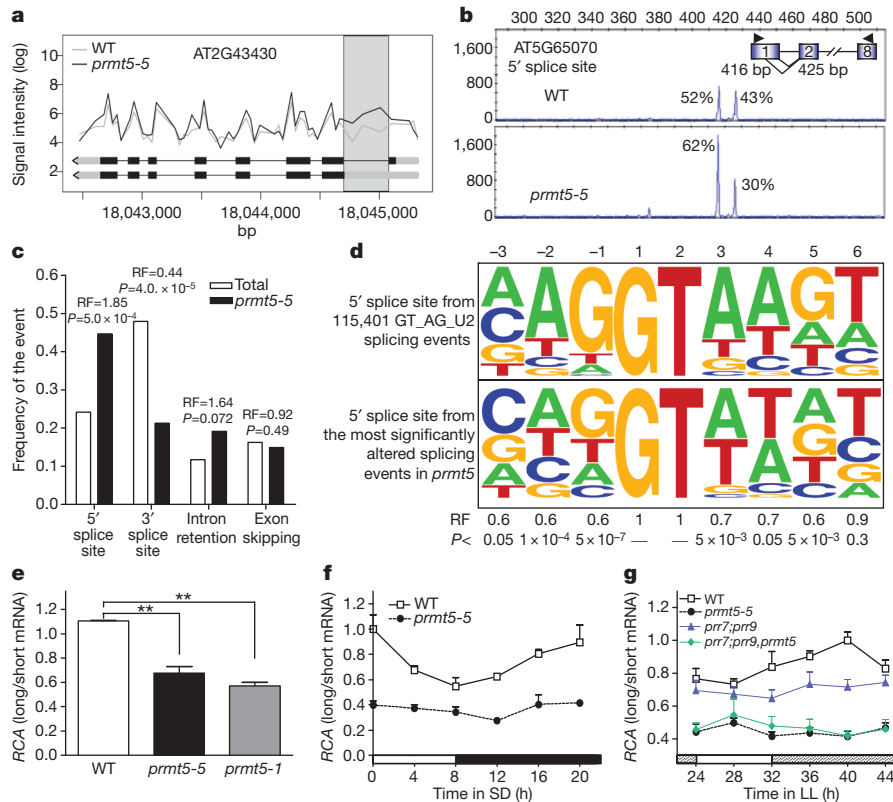 a
WT
prmt5-5
AT2G43430
Signal intensity (log)
10
8
6
4
2
18,043,000
18,044,000
18,045,000
bp
b
300
320
340
360
380
400
420
440
460
480
500
1,600
800
0
AT5G65070
5′ splice site
WT
1
2
8
416 bp
425 bp
52%
43%
1,600
800
0
prmt5-5
62%
30%
c
Frequency of the event
0.6
0.5
0.4
0.3
0.2
0.1
0.0
Total
prmt5-5
RF=1.85
P=5.0 × 10⁻⁴
RF=0.44
P=4.0. × 10⁻⁵
RF=1.64
P=0.072
RF=0.92
P=0.49
5′
splice
site
3′
splice
site
Intron
retention
Exon
skipping
d
−3 −2 −1 1 2 3 4 5 6
5′ splice site from
115,401 GT_AG_U2
splicing events
A C G T
A T C G
G T A C
G
T
A T G C
A T C G
G T A C
T A C G
5′ splice site from
the most significantly
altered splicing
events in prmt5
C G A T
A T C G
G T A C
G
T
A T G C
T A C G
A G T C
T C G A
RF 0.6 0.6 0.6 1 1 0.7 0.7 0.6 0.9
P< 0.05 1 × 10⁻⁴ 5 × 10⁻⁷ — — 5 × 10⁻³ 0.05 5 × 10⁻³ 0.3
e
RCA (long/short mRNA)
1.2
1.0
0.8
0.6
0.4
0.2
0.0
**
**
WT
prmt5-5
prmt5-1
f
RCA (long/short mRNA)
1.2
1.0
0.8
0.6
0.4
0.2
0.0
WT
prmt5-5
0 4 8 12 16 20
Time in SD (h)
g
RCA (long/short mRNA)
1.2
1.0
0.8
0.6
0.4
WT
prmt5-5
prr7;prr9
prr7;prr9,prmt5
24 28 32 36 40 44
Time in LL (h)